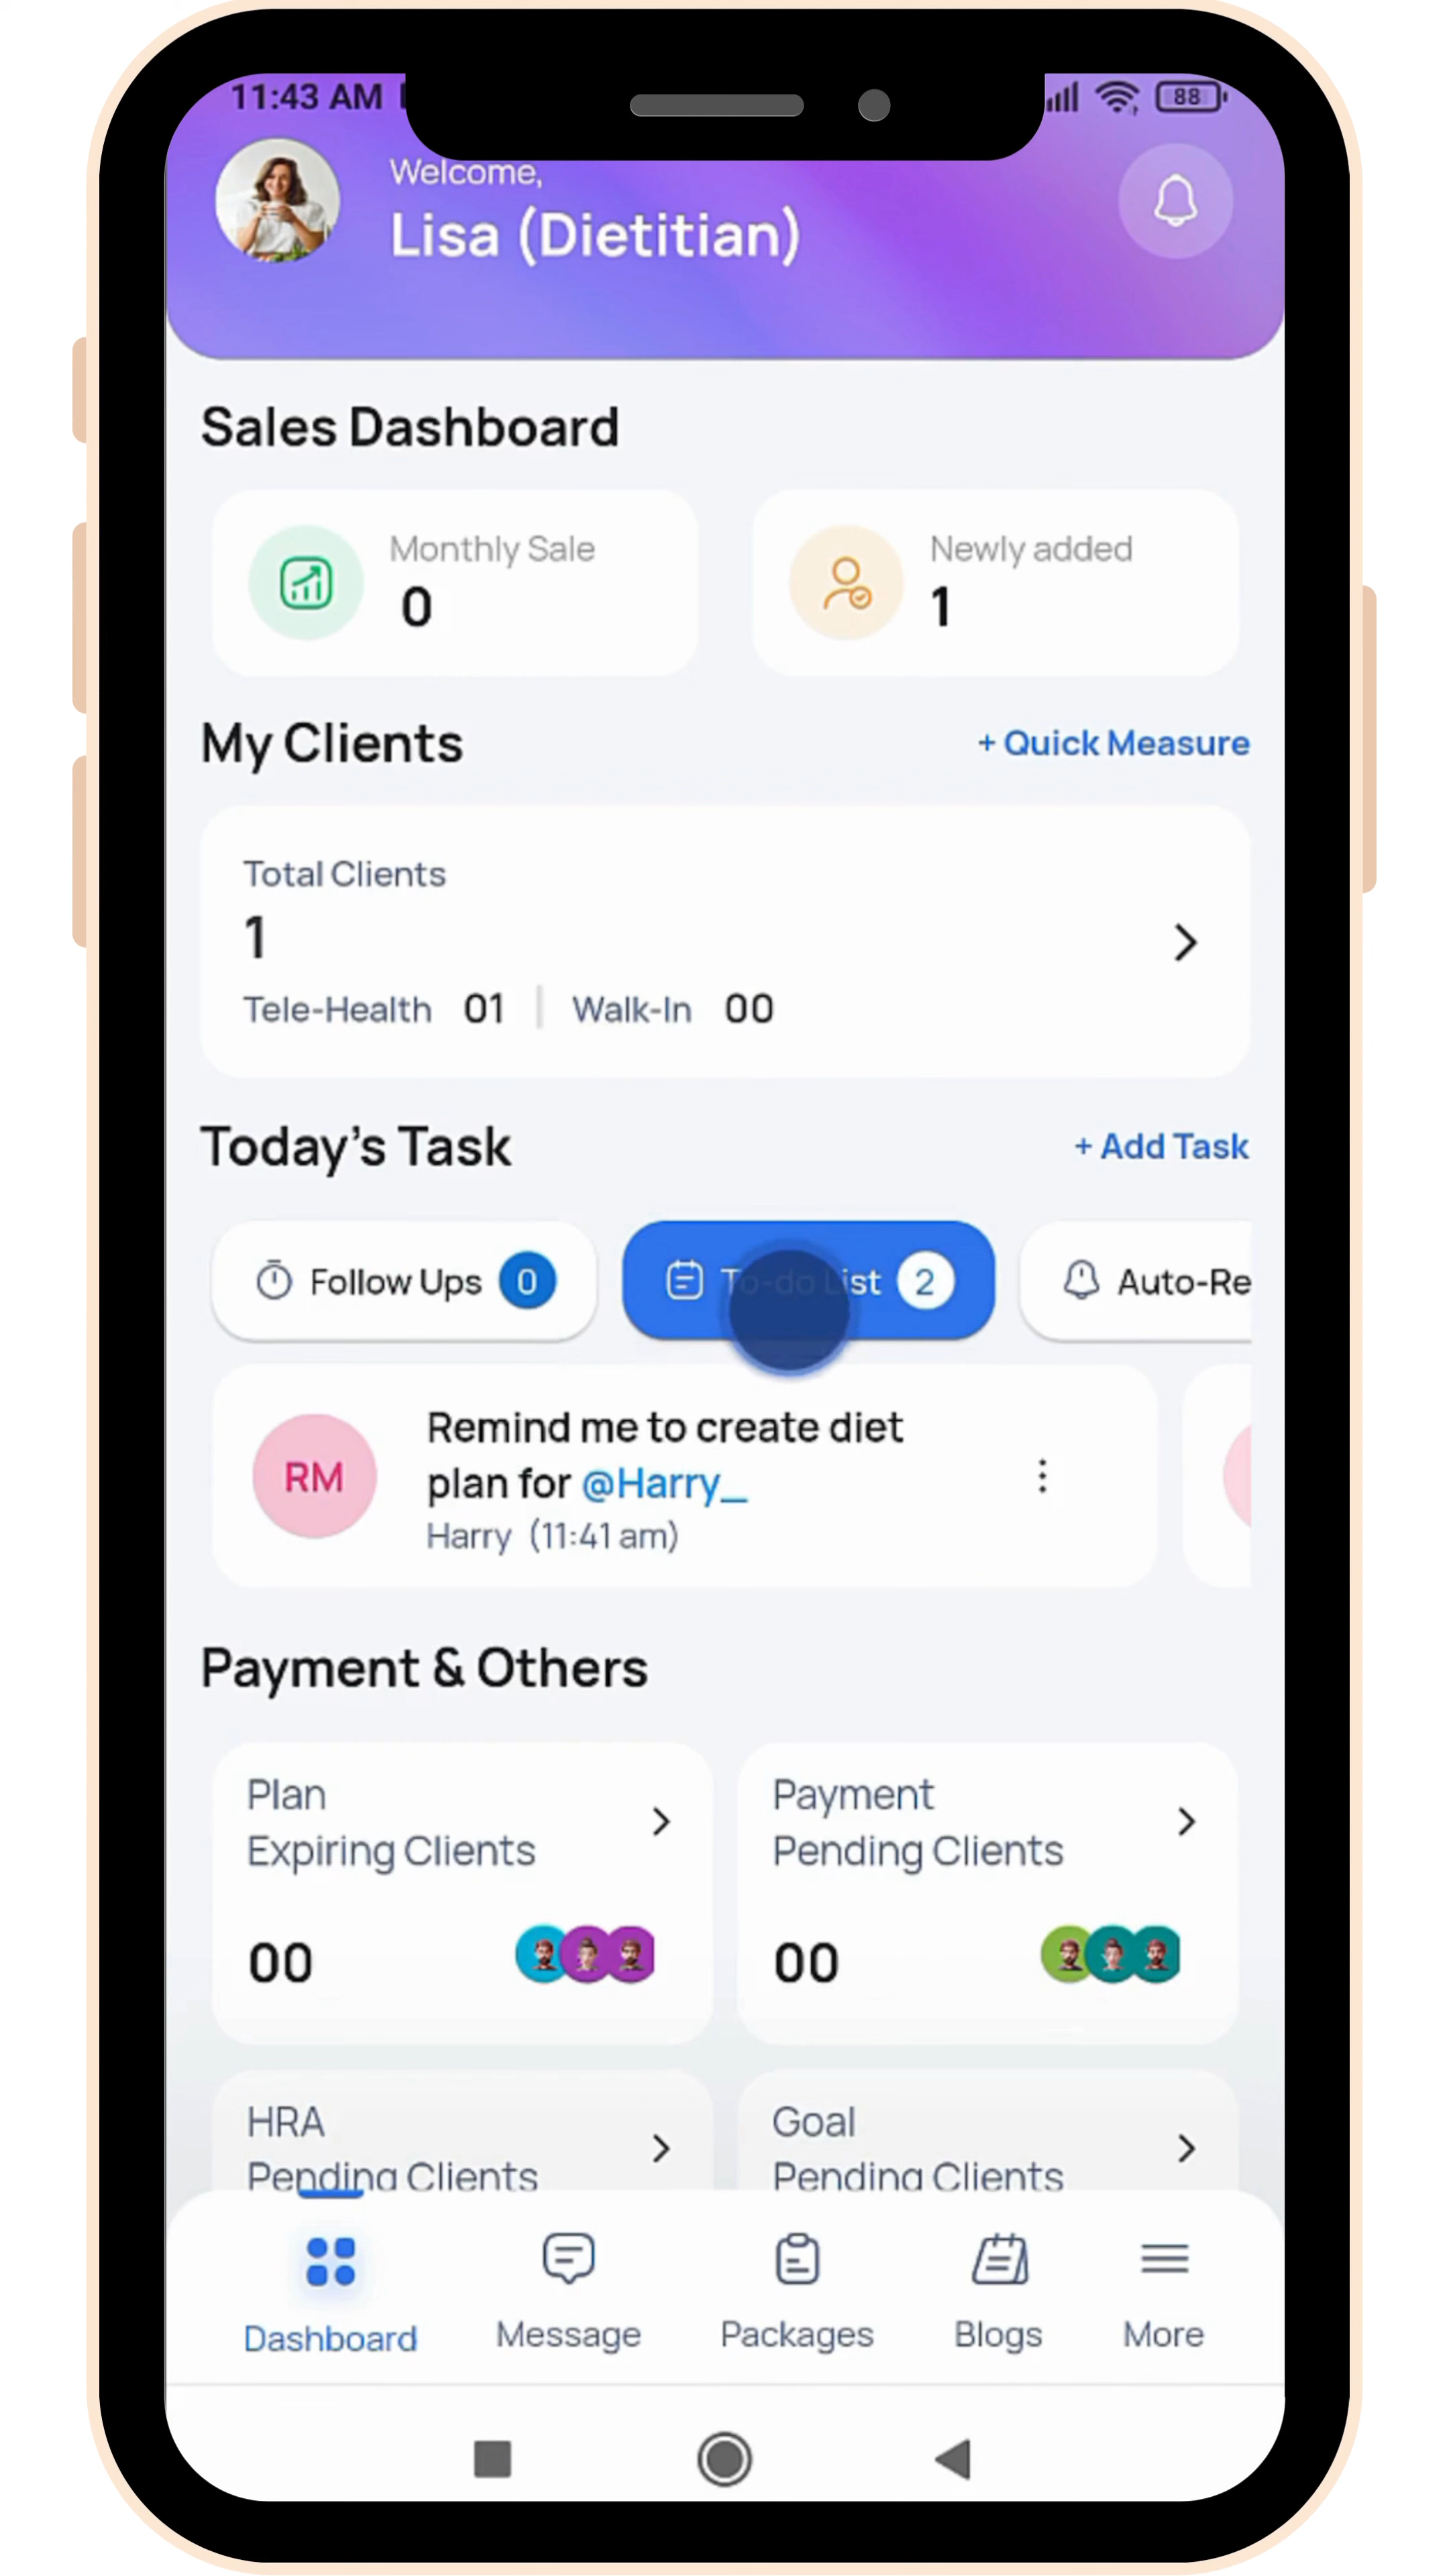 11:43 AM
88
Welcome,
Lisa (Dietitian)
Sales Dashboard
Monthly Sale
0
Newly added
1
My Clients
+ Quick Measure
Total Clients
1
Tele-Health 01 | Walk-In 00
Today's Task
+ Add Task
Follow Ups 0
To-do List 2
Auto-Re
RM
Remind me to create diet
plan for @Harry_
Harry (11:41 am)
Payment & Others
Plan
Expiring Clients
00
Payment
Pending Clients
00
HRA
Pending Clients
Goal
Pending Clients
Dashboard
Message
Packages
Blogs
More